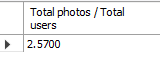 Total photos / Total
users
2.5700